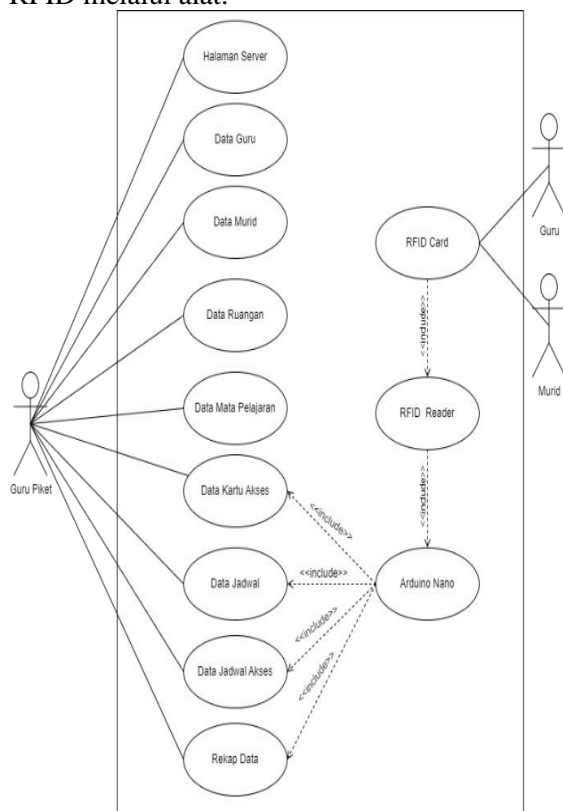 RFID melalui alat.
Halaman Server
Data Guru
Data Murid
Data Ruangan
Data Mata Pelajaran
Data Kartu Akses
Data Jadwal
Data Jadwal Akses
Rekap Data
Guru Piket
RFID Card
<<include>>
RFID Reader
<<include>>
Arduino Nano
<<include>>
<<include>>
<<include>>
<<include>>
Guru
Murid